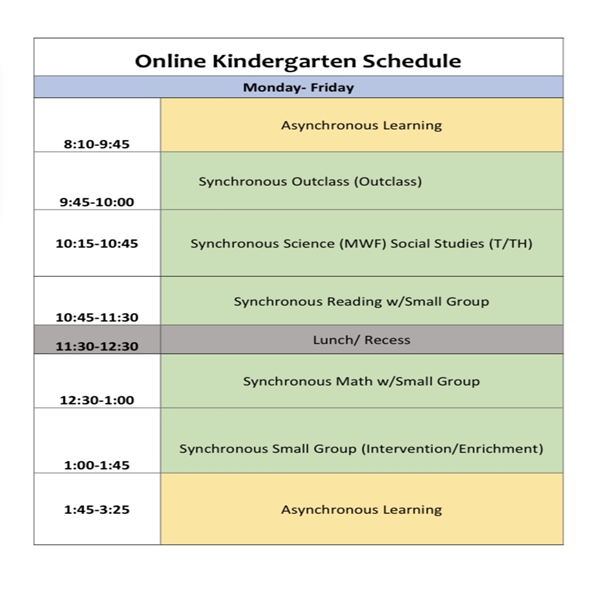 Online Kindergarten Schedule
Monday- Friday
8:10-9:45 Asynchronous Learning
9:45-10:00 Synchronous Outclass (Outclass)
10:15-10:45 Synchronous Science (MWF) Social Studies (T/TH)
10:45-11:30 Synchronous Reading w/Small Group
11:30-12:30 Lunch/ Recess
12:30-1:00 Synchronous Math w/Small Group
1:00-1:45 Synchronous Small Group (Intervention/Enrichment)
1:45-3:25 Asynchronous Learning